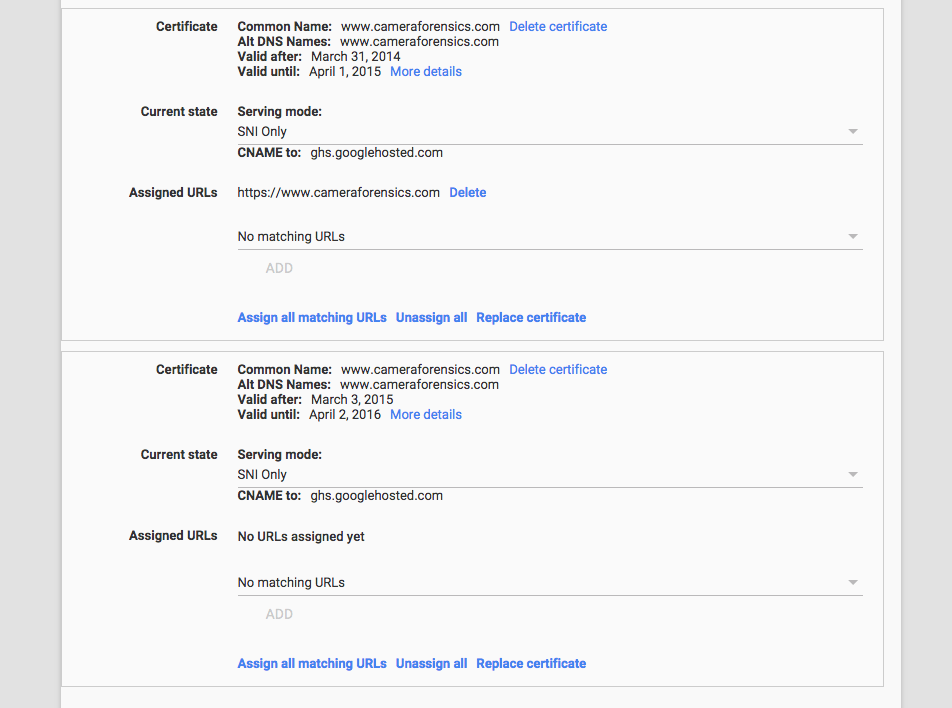 Certificate Common Name: www.cameraforensics.com Delete certificate
Alt DNS Names: www.cameraforensics.com
Valid after: March 31, 2014
Valid until: April 1, 2015 More details
Current state Serving mode:
SNI Only
CNAME to: ghs.googlehosted.com
Assigned URLs https://www.cameraforensics.com Delete
No matching URLs
ADD
Assign all matching URLs Unassign all Replace certificate
Certificate Common Name: www.cameraforensics.com Delete certificate
Alt DNS Names: www.cameraforensics.com
Valid after: March 3, 2015
Valid until: April 2, 2016 More details
Current state Serving mode:
SNI Only
CNAME to: ghs.googlehosted.com
Assigned URLs No URLs assigned yet
No matching URLs
ADD
Assign all matching URLs Unassign all Replace certificate